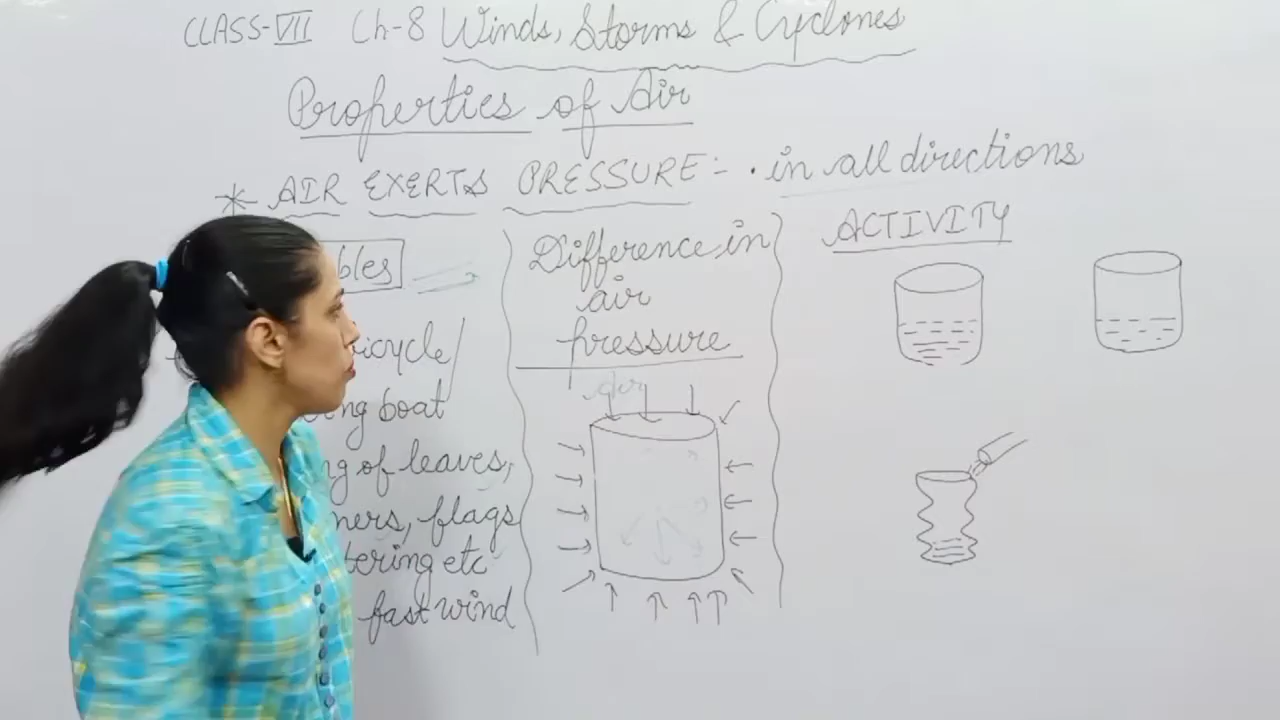 CLASS-VII Ch-8 Winds, Storms & Cyclones
Properties of Air
* AIR EXERTS PRESSURE:- • in all directions
bles
icycle
ng boat
ng of leaves,
ners, flags
tering etc
fast wind
Difference in
air
pressure
ACTIVITY